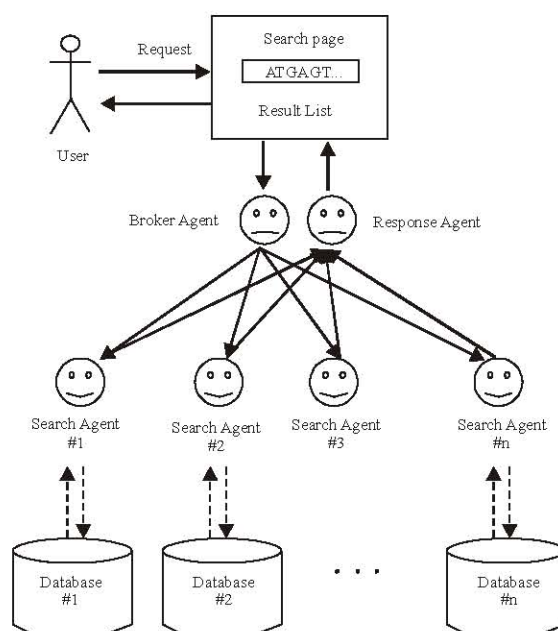 Request
Search page
ATGAGT...
Result List
User
Broker Agent
Response Agent
Search Agent
#1
Search Agent
#2
Search Agent
#3
Search Agent
#n
Database
#1
Database
#2
. . .
Database
#n